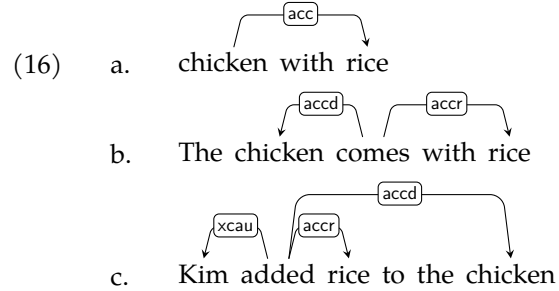 acc
(16) a. chicken with rice
accd accr
b. The chicken comes with rice
accd
xcau accr
c. Kim added rice to the chicken